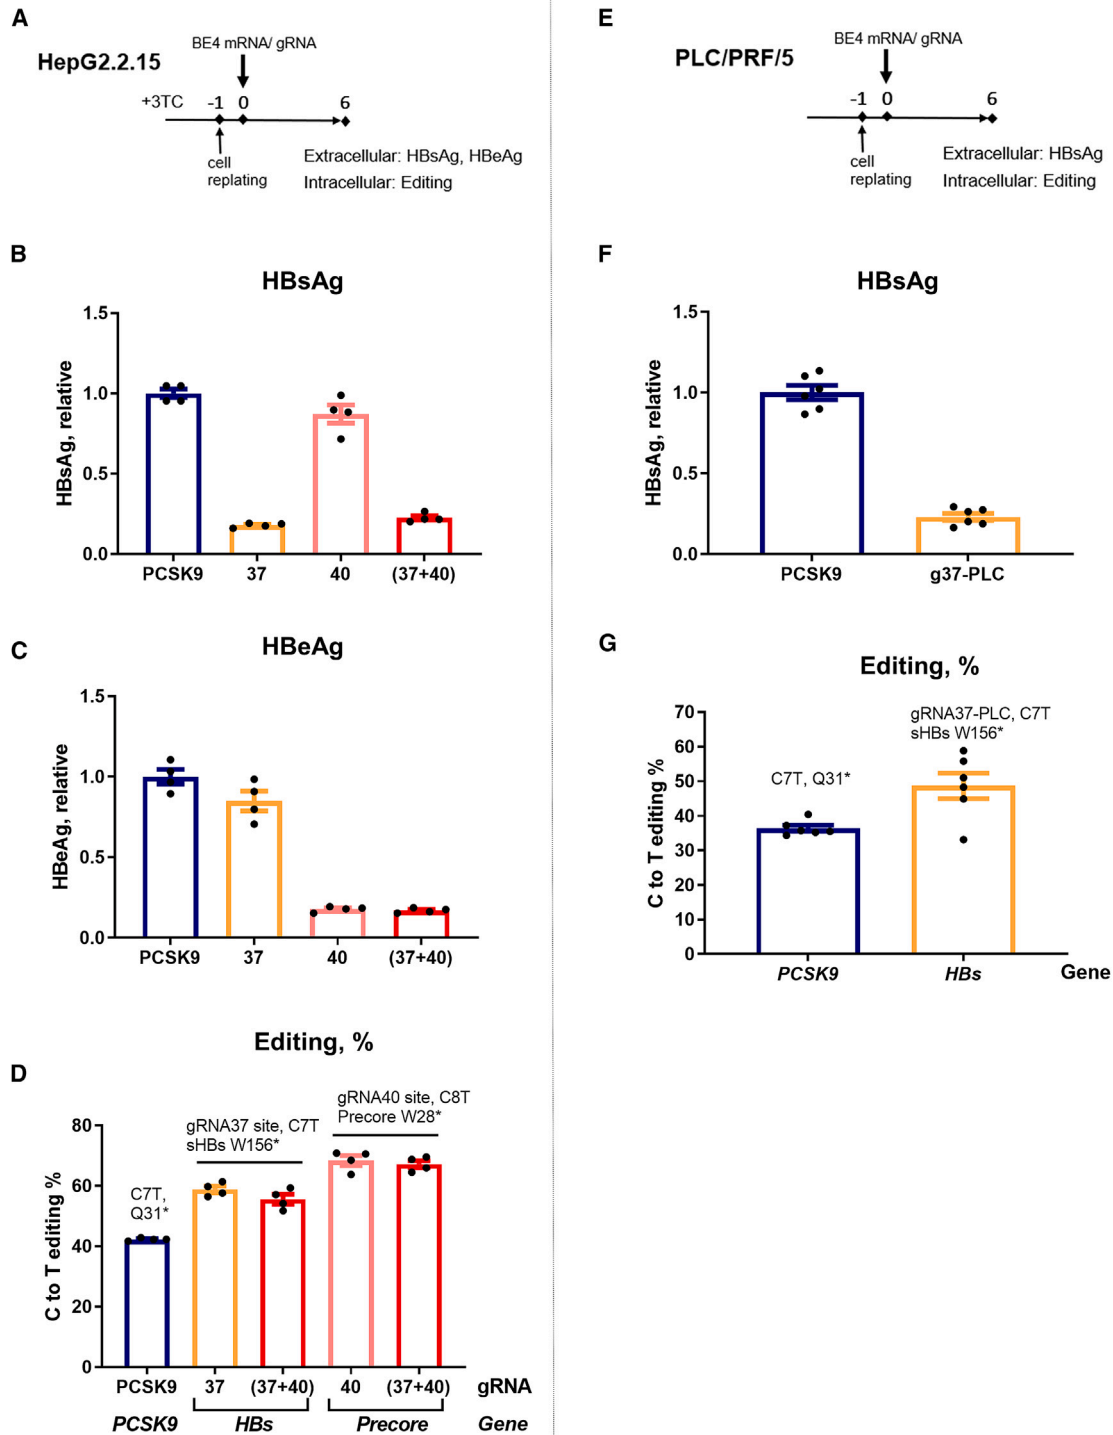 A
HepG2.2.15
BE4 mRNA/ gRNA
+3TC -1 0 6
cell
replating
Extracellular: HBsAg, HBeAg
Intracellular: Editing
B
HBsAg
HBsAg, relative
1.5
1.0
0.5
0.0
PCSK9 37 40 (37+40)
C
HBeAg
HBeAg, relative
1.5
1.0
0.5
0.0
PCSK9 37 40 (37+40)
Editing, %
D
C to T editing %
80
60
40
20
0
C7T,
Q31*
gRNA37 site, C7T
sHBs W156*
gRNA40 site, C8T
Precore W28*
PCSK9 37 (37+40) 40 (37+40) gRNA
PCSK9 HBs Precore Gene
E
PLC/PRF/5
BE4 mRNA/ gRNA
-1 0 6
cell
replating
Extracellular: HBsAg
Intracellular: Editing
F
HBsAg
HBsAg, relative
1.5
1.0
0.5
0.0
PCSK9 g37-PLC
G
Editing, %
C to T editing %
70
60
50
40
30
20
10
0
C7T, Q31*
gRNA37-PLC, C7T
sHBs W156*
PCSK9 HBs Gene